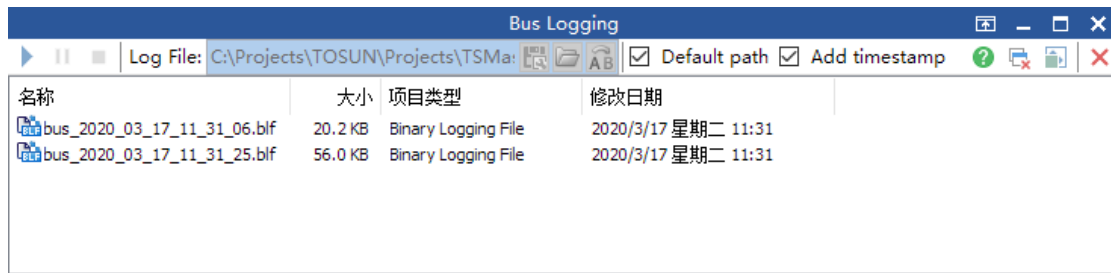 Bus Logging
Log File: C:\Projects\TOSUN\Projects\TSMa Default path Add timestamp
名称 大小 项目类型 修改日期
bus_2020_03_17_11_31_06.blf 20.2 KB Binary Logging File 2020/3/17 星期二 11:31
bus_2020_03_17_11_31_25.blf 56.0 KB Binary Logging File 2020/3/17 星期二 11:31